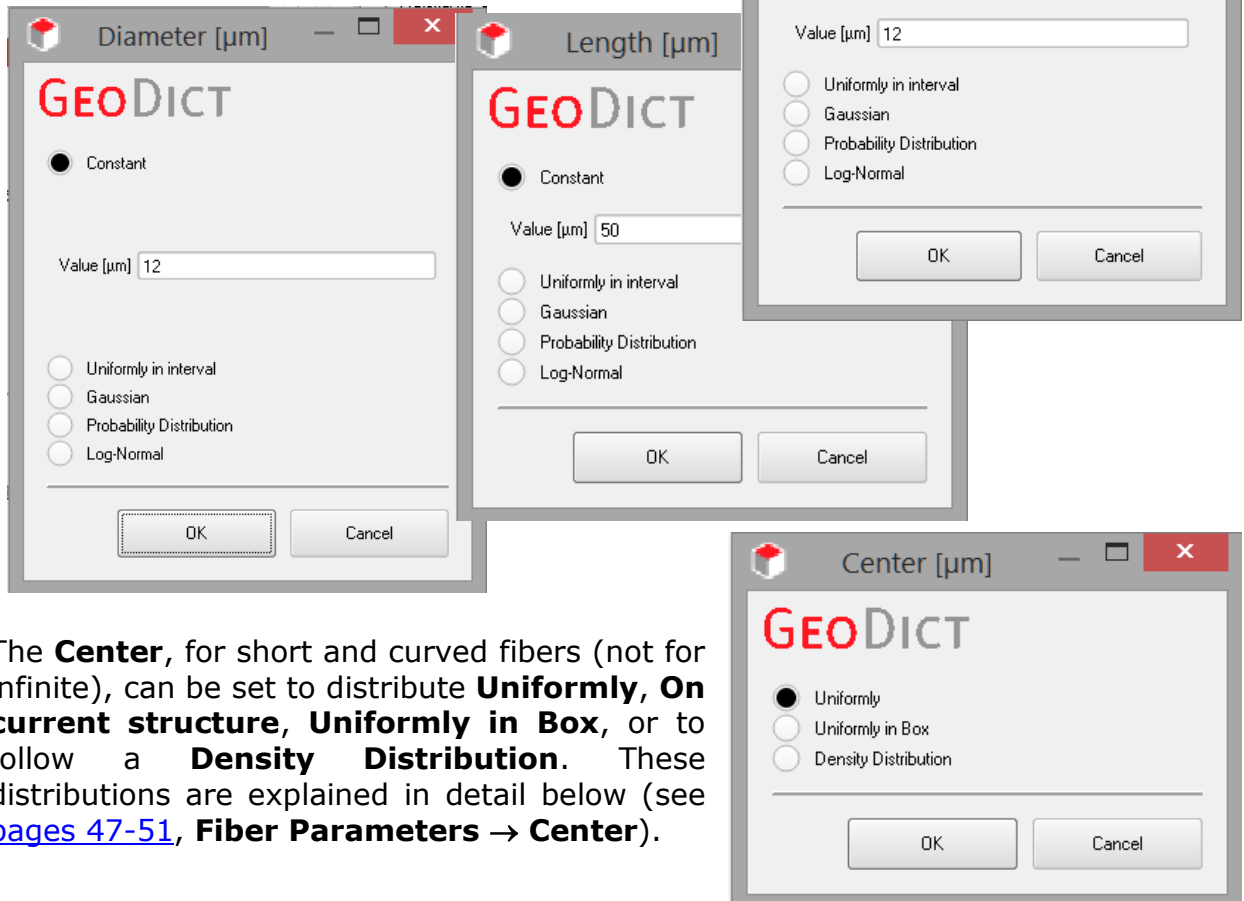 Diameter [µm]
GEODICT
Constant
Value [µm] 12
Uniformly in interval
Gaussian
Probability Distribution
Log-Normal
OK Cancel
Length [µm]
GEODICT
Constant
Value [µm] 50
Uniformly in interval
Gaussian
Probability Distribution
Log-Normal
OK Cancel
Value [µm] 12
Uniformly in interval
Gaussian
Probability Distribution
Log-Normal
OK Cancel
The Center, for short and curved fibers (not for
infinite), can be set to distribute Uniformly, On
current structure, Uniformly in Box, or to
follow a Density Distribution. These
distributions are explained in detail below (see
pages 47-51, Fiber Parameters → Center).
Center [µm]
GEODICT
Uniformly
Uniformly in Box
Density Distribution
OK Cancel